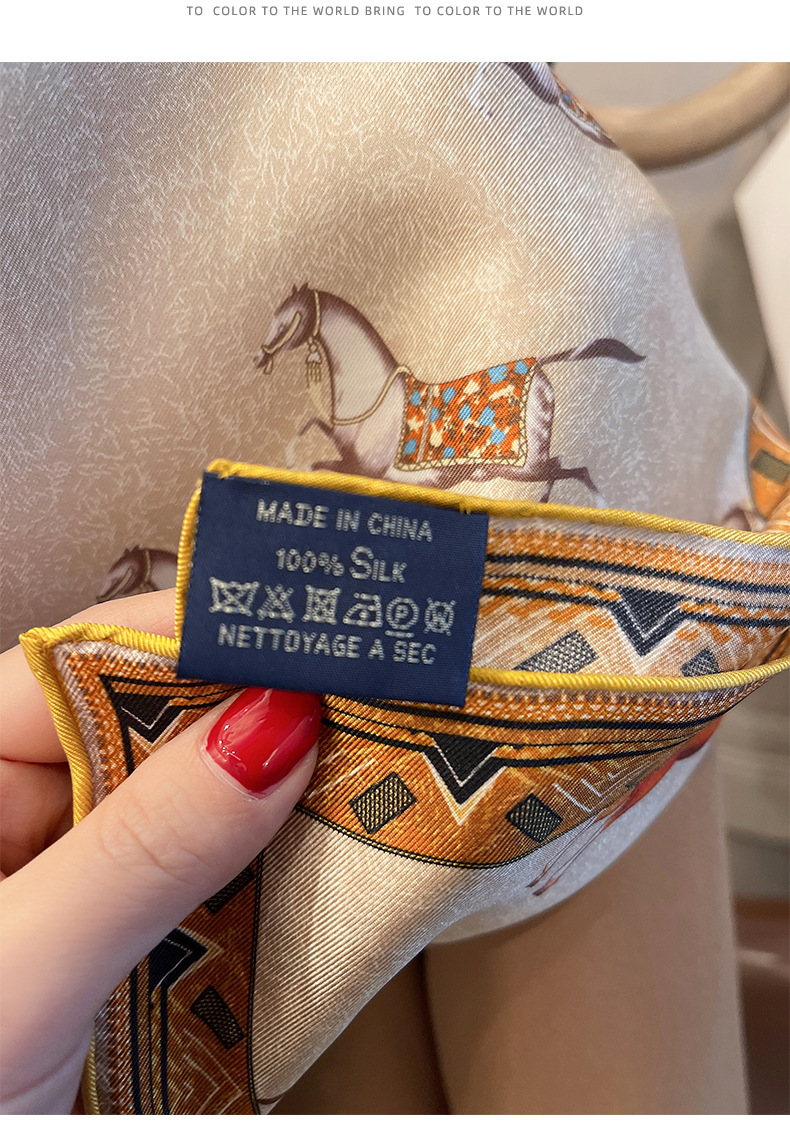 TO COLOR TO THE WORLD BRING TO COLOR TO THE WORLD
MADE IN CHINA
100% SILK
P
NETTOYAGE A SEC